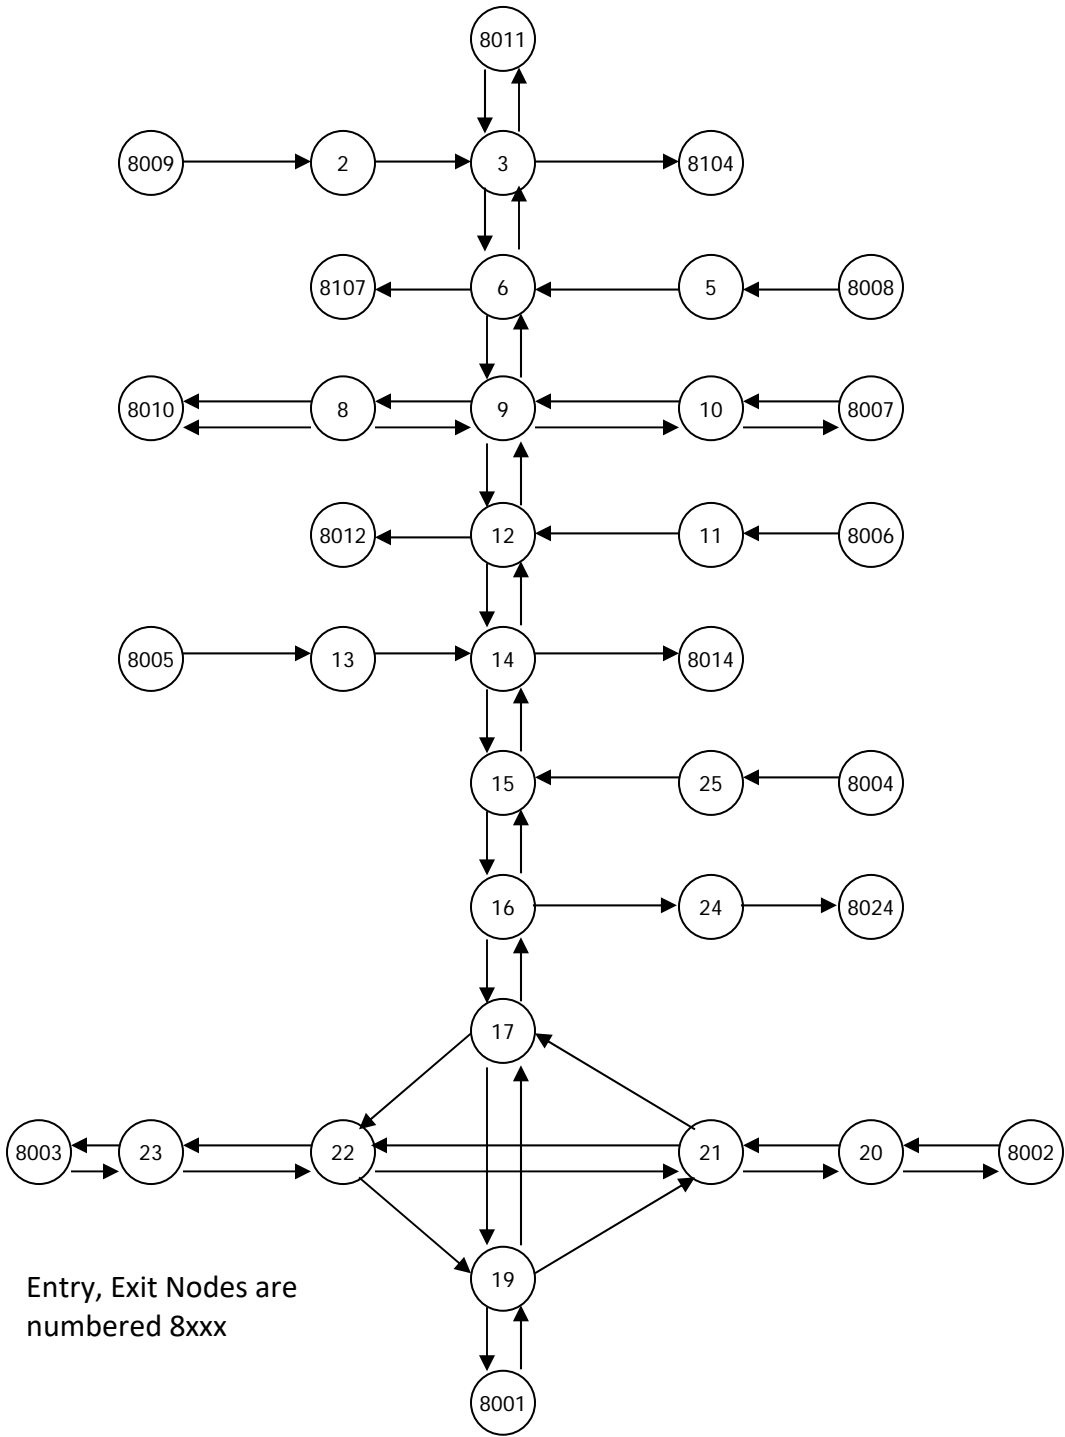 8011
8009 2 3 8104
8107 6 5 8008
8010 8 9 10 8007
8012 12 11 8006
8005 13 14 8014
15 25 8004
16 24 8024
17
8003 23 22 21 20 8002
19
Entry, Exit Nodes are
numbered 8xxx
8001